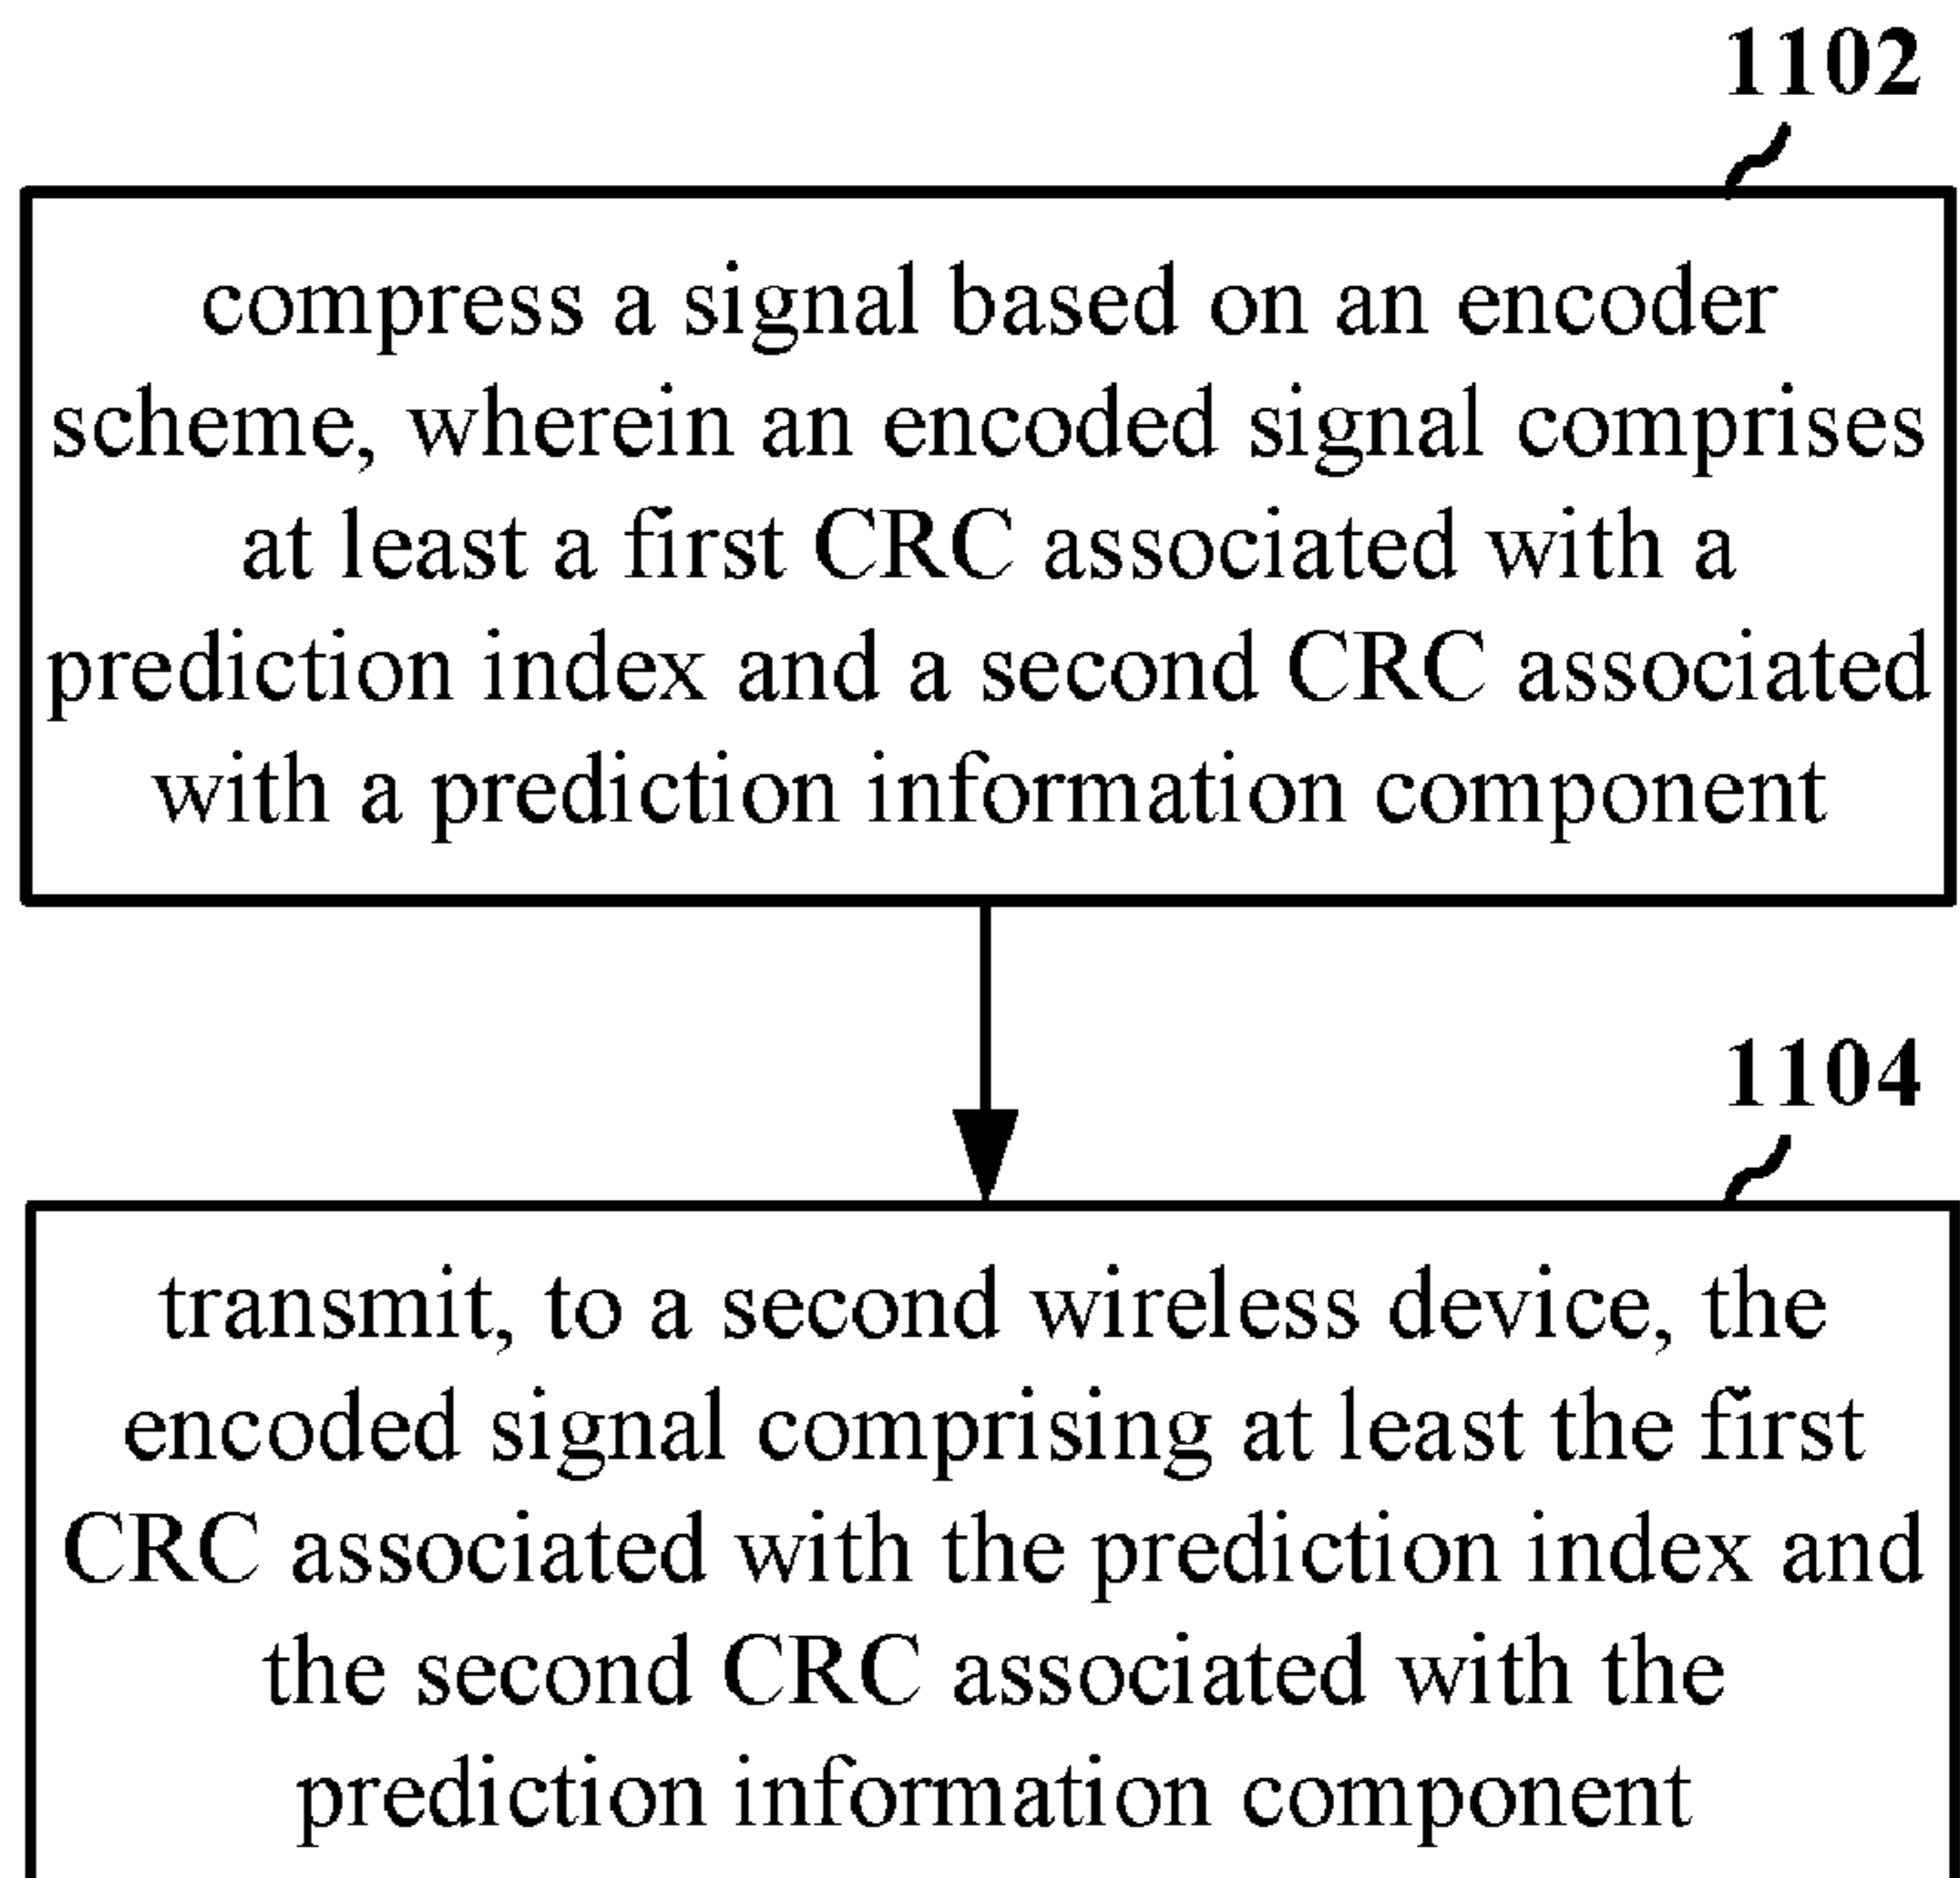 1102
compress a signal based on an encoder
scheme, wherein an encoded signal comprises
at least a first CRC associated with a
prediction index and a second CRC associated
with a prediction information component
1104
transmit, to a second wireless device, the
encoded signal comprising at least the first
CRC associated with the prediction index and
the second CRC associated with the
prediction information component